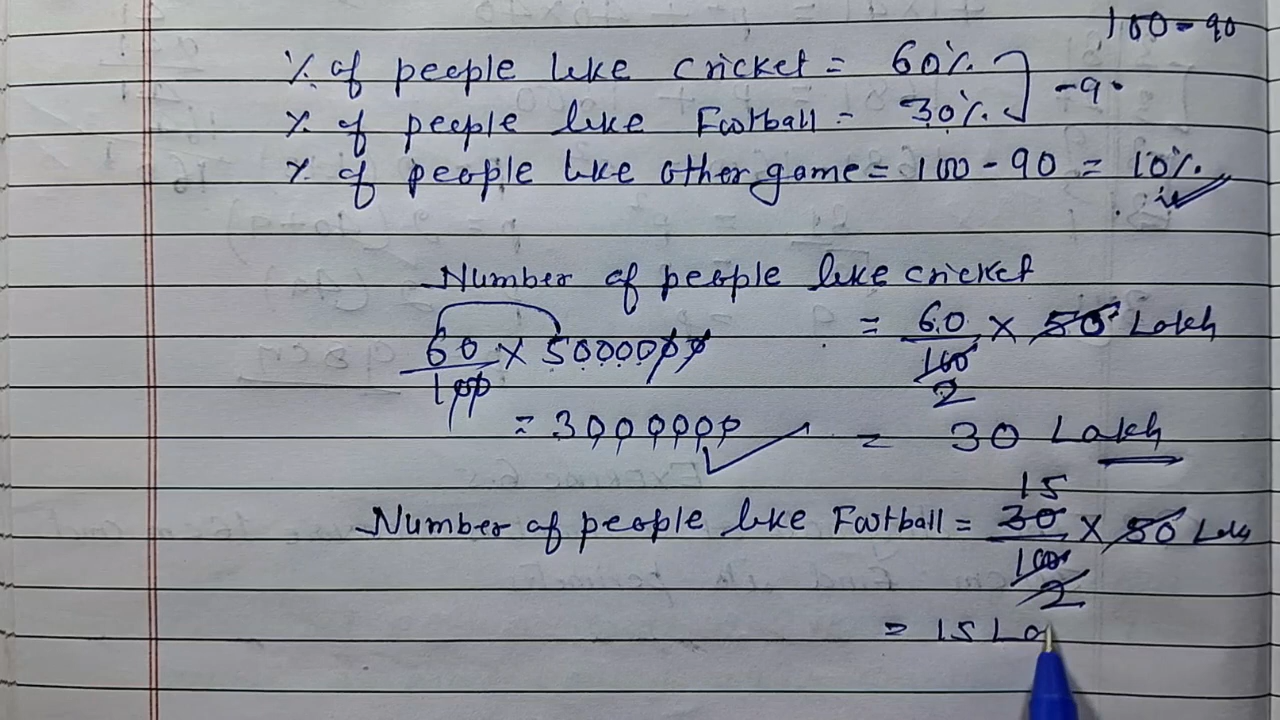 100-90
% of people like cricket = 60%
% of people like Football = 30%. -90
% of people like other game = 100-90 = 10%.
Number of people like cricket
60/100 × 5000000 = 60/100 × 50 Lakh
2
= 3000000 = 30 Lakh
15
Number of people like Football = 30/100 × 50 Lakh
2
= 15 La